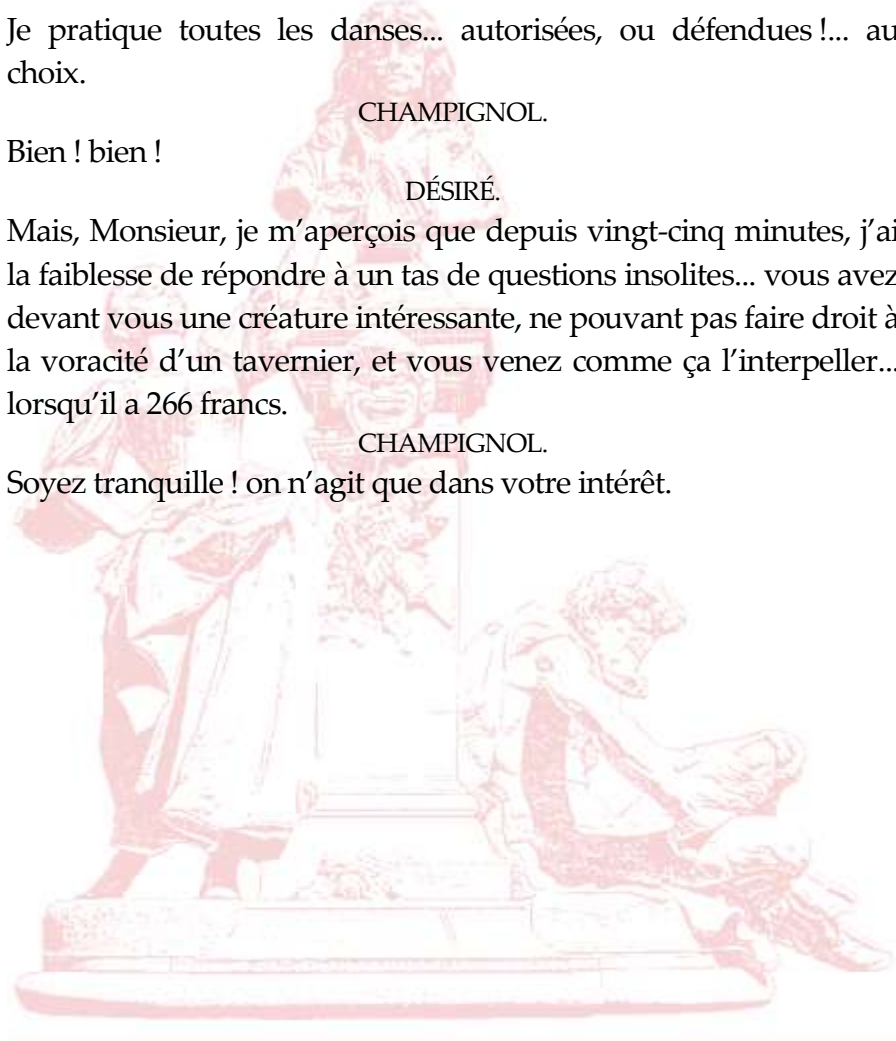 Je pratique toutes les danses... autorisées, ou défendues !... au
choix.
CHAMPIGNOL.
Bien ! bien !
DÉSIRÉ.
Mais, Monsieur, je m’aperçois que depuis vingt-cinq minutes, j’ai
la faiblesse de répondre à un tas de questions insolites... vous avez
devant vous une créature intéressante, ne pouvant pas faire droit à
la voracité d’un tavernier, et vous venez comme ça l’interpeller...
lorsqu’il a 266 francs.
CHAMPIGNOL.
Soyez tranquille ! on n’agit que dans votre intérêt.